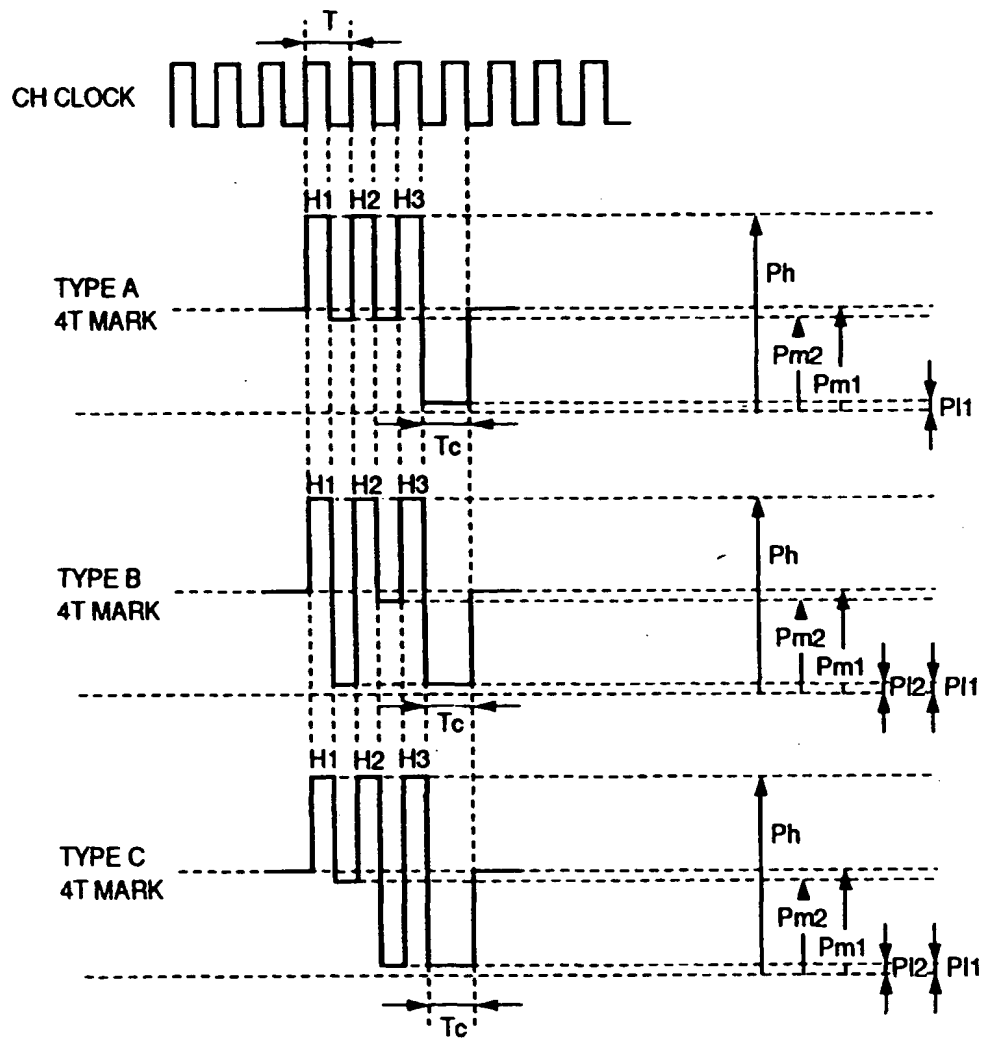 T
CH CLOCK
H1 H2 H3
TYPE A
4T MARK
Ph
Pm2
Pm1
Pl1
Tc
H1 H2 H3
TYPE B
4T MARK
Ph
Pm2
Pm1
Pl2
Pl1
Tc
H1 H2 H3
TYPE C
4T MARK
Ph
Pm2
Pm1
Pl2
Pl1
Tc